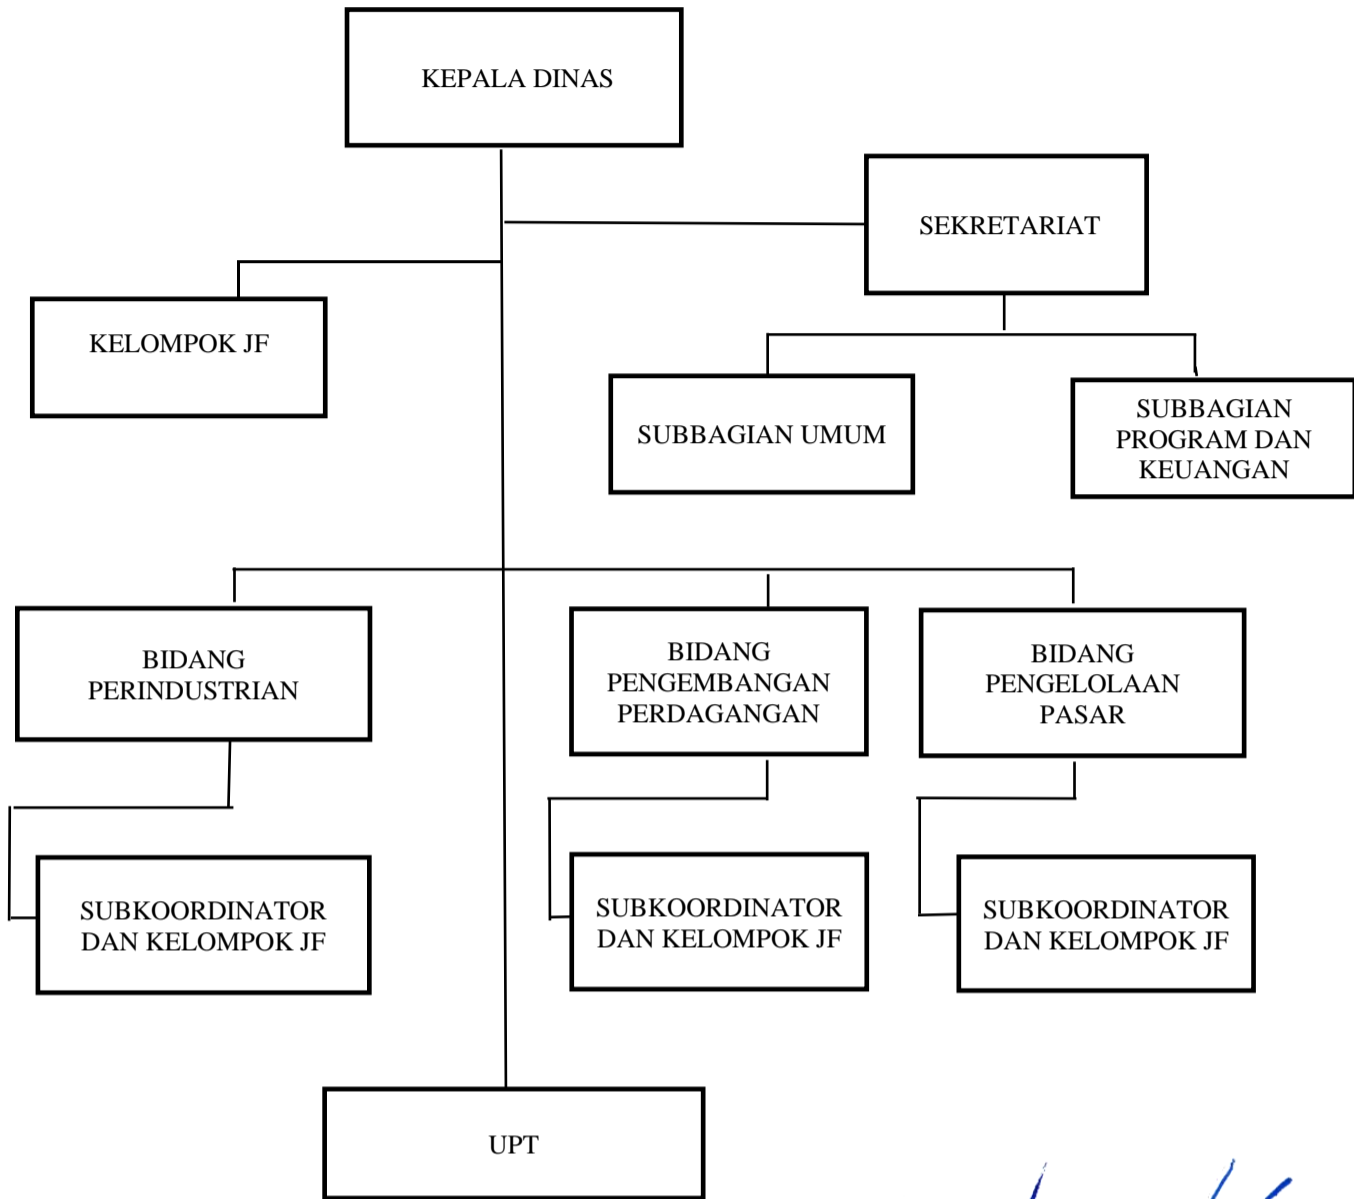 KEPALA DINAS
SEKRETARIAT
KELOMPOK JF
SUBBAGIAN UMUM
SUBBAGIAN
PROGRAM DAN
KEUANGAN
BIDANG
PERINDUSTRIAN
BIDANG
PENGEMBANGAN
PERDAGANGAN
BIDANG
PENGELOLAAN
PASAR
SUBKOORDINATOR
DAN KELOMPOK JF
SUBKOORDINATOR
DAN KELOMPOK JF
SUBKOORDINATOR
DAN KELOMPOK JF
UPT